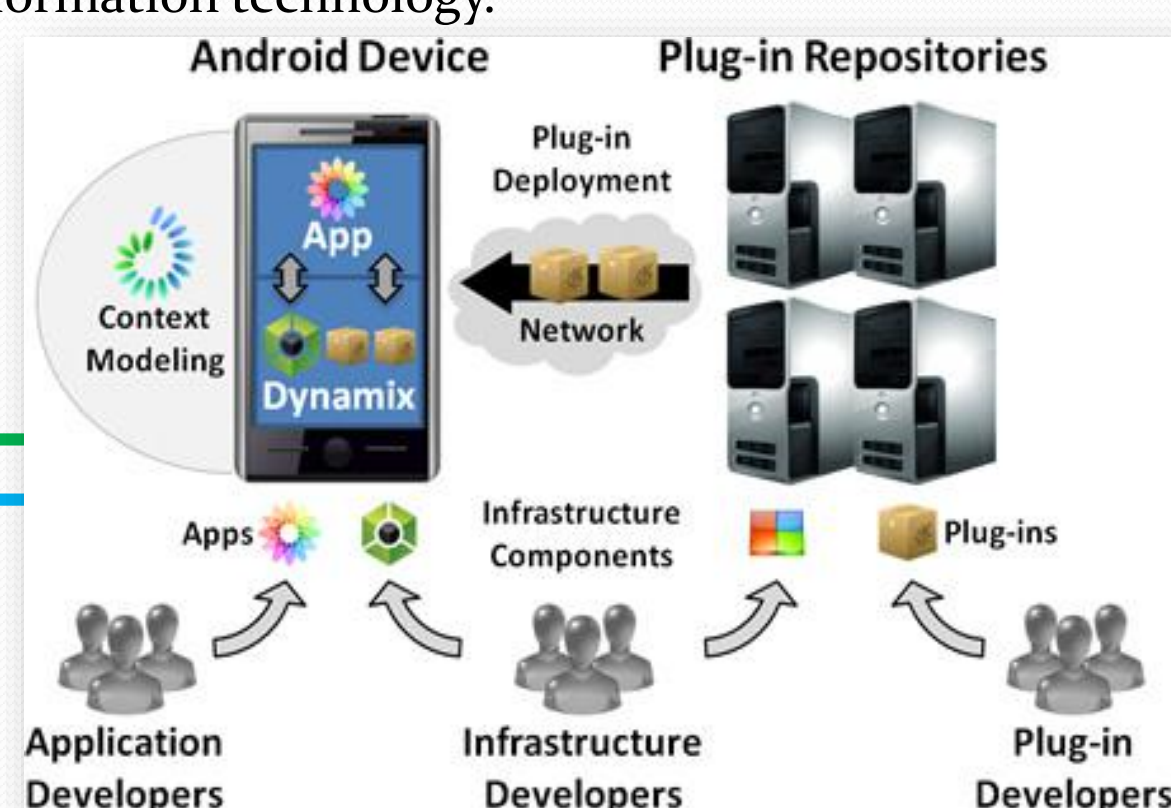 Android Device
Plug-in Repositories
Plug-in
Deployment
App
Context
Modeling
Network
Dynamix
Apps
Infrastructure
Components
Plug-ins
Application
Developers
Infrastructure
Developers
Plug-in
Developers